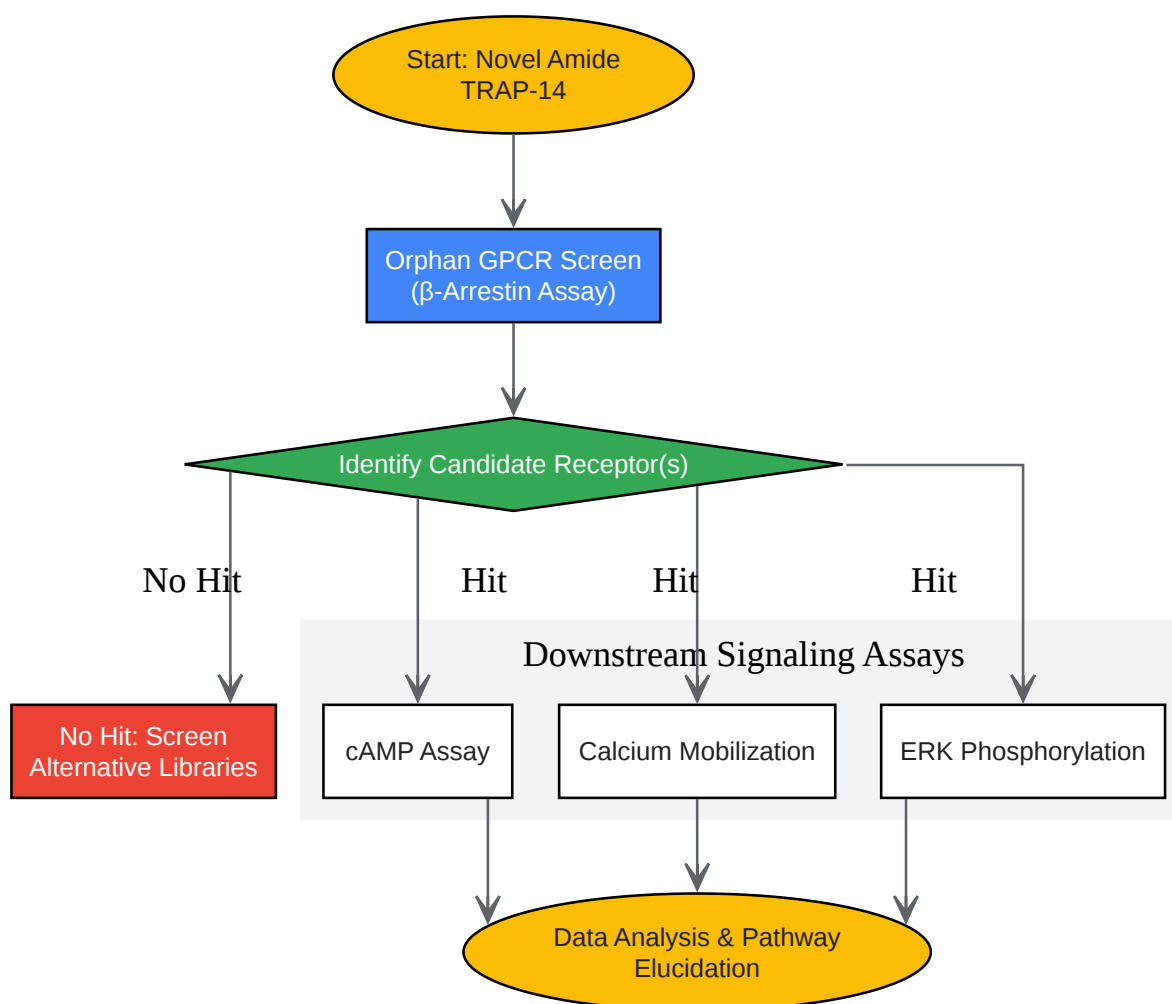 Start: Novel Amide
TRAP-14
Orphan GPCR Screen
(β-Arrestin Assay)
Identify Candidate Receptor(s)
No Hit
Hit
Hit
Hit
Downstream Signaling Assays
No Hit: Screen
Alternative Libraries
cAMP Assay
Calcium Mobilization
ERK Phosphorylation
Data Analysis & Pathway
Elucidation